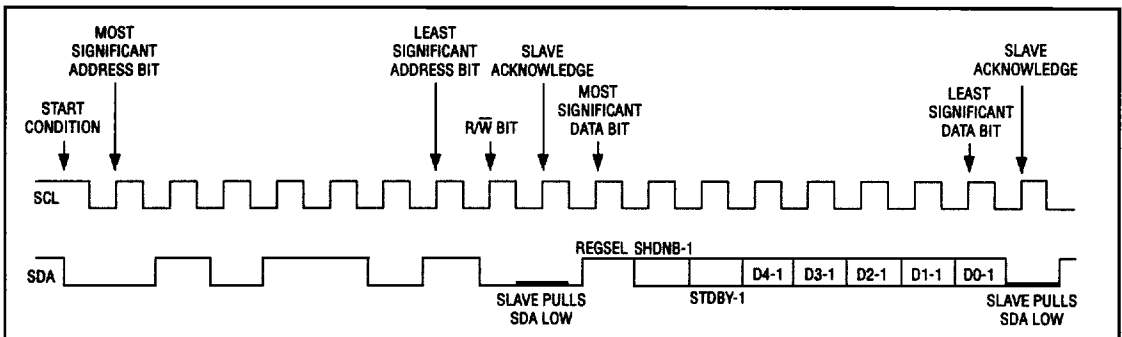 MOST
SIGNIFICANT
ADDRESS BIT
LEAST
SIGNIFICANT
ADDRESS BIT
SLAVE
ACKNOWLEDGE
SLAVE
ACKNOWLEDGE
START
CONDITION
R/W̅ BIT
MOST
SIGNIFICANT
DATA BIT
LEAST
SIGNIFICANT
DATA BIT
SCL
SDA
REGSEL SHDNB-1
STDBY-1
D4-1
D3-1
D2-1
D1-1
D0-1
SLAVE PULLS
SDA LOW
SLAVE PULLS
SDA LOW